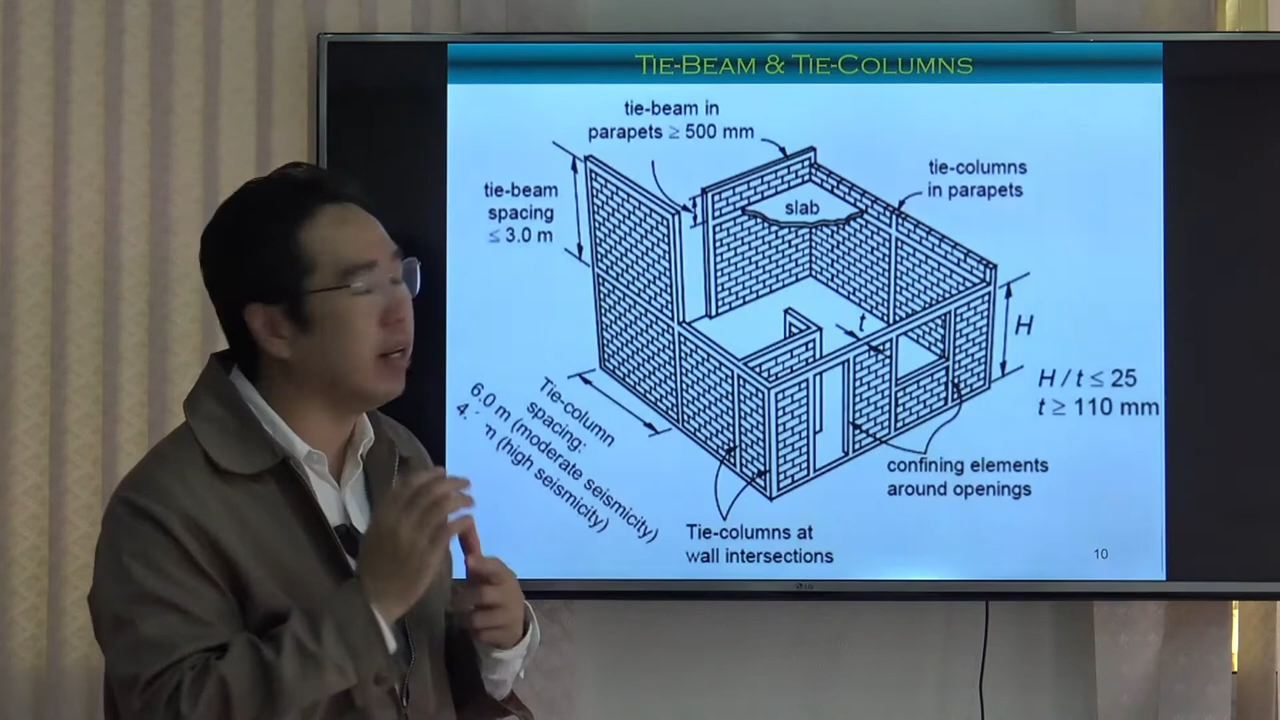 TIE-BEAM & TIE-COLUMNS
tie-beam in
parapets ≥ 500 mm
tie-columns
in parapets
tie-beam
spacing
≤ 3.0 m
slab
t
H
H / t ≤ 25
t ≥ 110 mm
Tie-column
spacing:
6.0 m (moderate seismicity)
m (high seismicity)
confining elements
around openings
Tie-columns at
wall intersections
10
LG